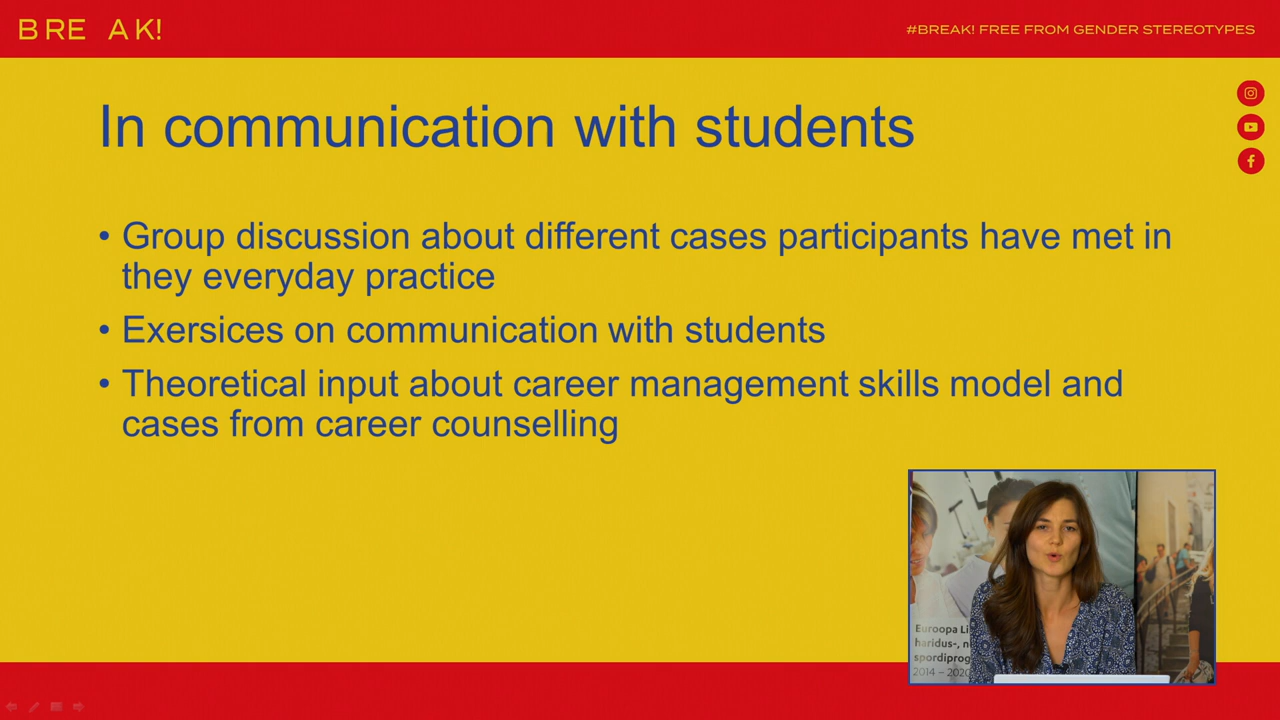 BRE AK!
#BREAK! FREE FROM GENDER STEREOTYPES
In communication with students
• Group discussion about different cases participants have met in
they everyday practice
• Exersices on communication with students
• Theoretical input about career management skills model and
cases from career counselling
Euroopa Li
haridus-, n
spordiprog
2014 – 2020